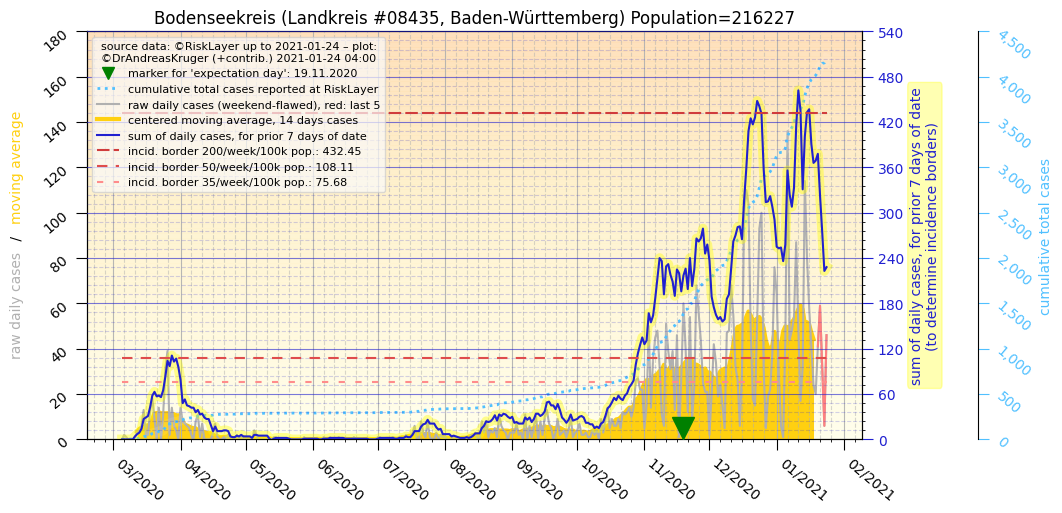 Bodenseekreis (Landkreis #08435, Baden-Württemberg) Population=216227
source data: ©RiskLayer up to 2021-01-24 – plot:
©DrAndreasKruger (+contrib.) 2021-01-24 04:00
marker for 'expectation day': 19.11.2020
cumulative total cases reported at RiskLayer
raw daily cases (weekend-flawed), red: last 5
centered moving average, 14 days cases
sum of daily cases, for prior 7 days of date
incid. border 200/week/100k pop.: 432.45
incid. border 50/week/100k pop.: 108.11
incid. border 35/week/100k pop.: 75.68
raw daily cases / moving average
180
160
140
120
100
80
60
40
20
0
540
480
420
360
300
240
180
120
60
0
sum of daily cases, for prior 7 days of date
(to determine incidence borders)
4,500
4,000
3,500
3,000
2,500
2,000
1,500
1,000
500
0
cumulative total cases
03/2020
04/2020
05/2020
06/2020
07/2020
08/2020
09/2020
10/2020
11/2020
12/2020
01/2021
02/2021